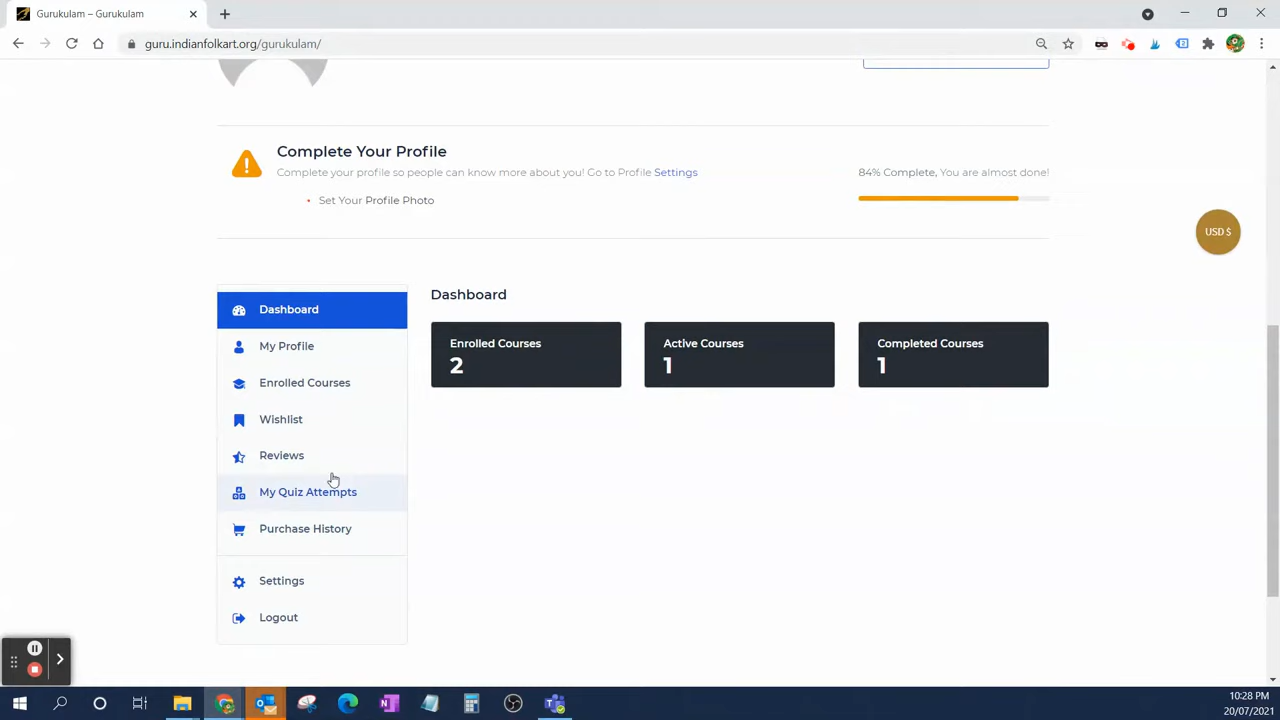 Gurukulam – Gurukulam
guru.indianfolkart.org/gurukulam/
Complete Your Profile
Complete your profile so people can know more about you! Go to Profile Settings
84% Complete, You are almost done!
• Set Your Profile Photo
USD $
Dashboard
My Profile
Enrolled Courses
Wishlist
Reviews
My Quiz Attempts
Purchase History
Settings
Logout
Dashboard
Enrolled Courses
2
Active Courses
1
Completed Courses
1
10:28 PM
20/07/2021